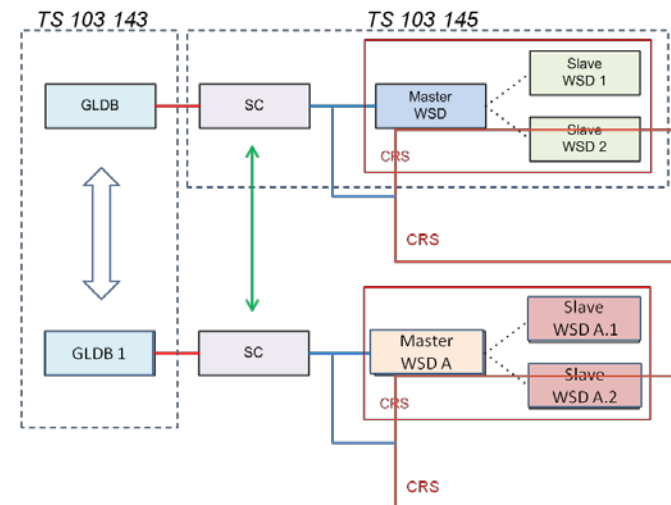 TS 103 143
TS 103 145
GLDB
SC
Master
WSD
Slave
WSD 1
Slave
WSD 2
CRS
CRS
GLDB 1
SC
Master
WSD A
Slave
WSD A.1
Slave
WSD A.2
CRS
CRS